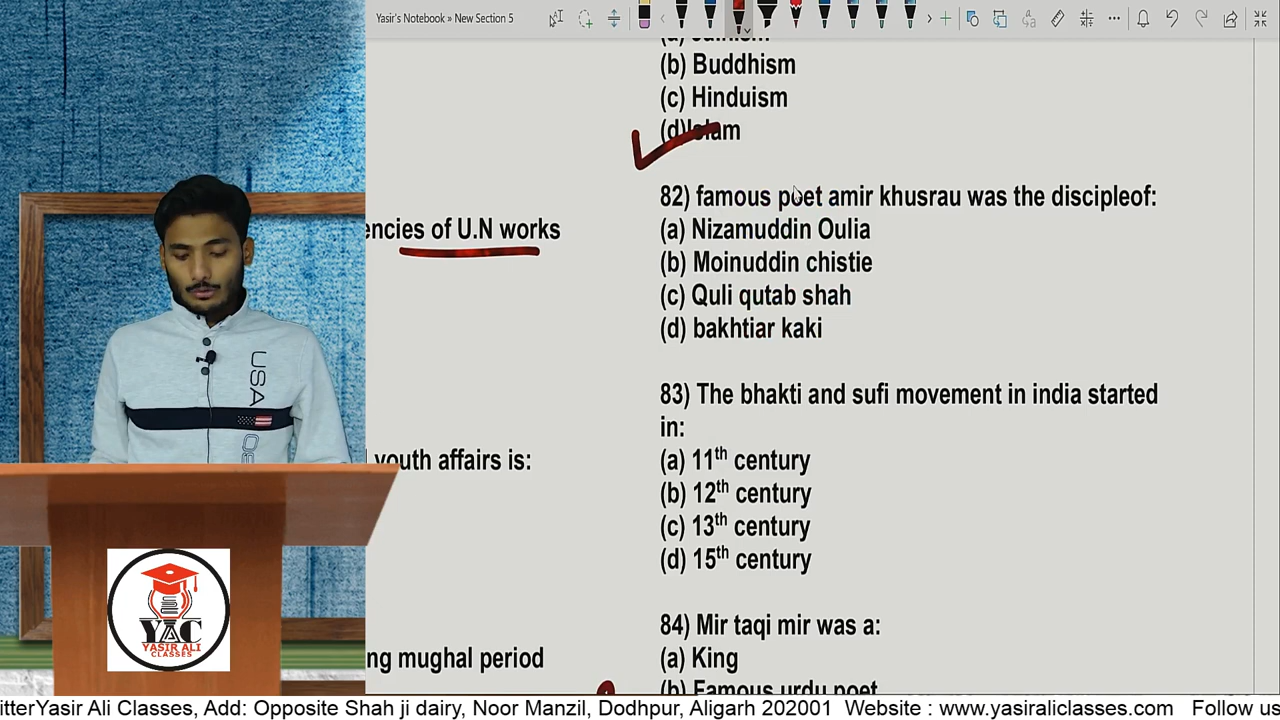 Yasir's Notebook » New Section 5
(b) Buddhism
(c) Hinduism
(d)Islam
82) famous poet amir khusrau was the discipleof:
(a) Nizamuddin Oulia
encies of U.N works
(b) Moinuddin chistie
(c) Quli qutab shah
(d) bakhtiar kaki
83) The bhakti and sufi movement in india started
in:
youth affairs is:
(a) 11th century
(b) 12th century
(c) 13th century
(d) 15th century
84) Mir taqi mir was a:
ng mughal period
(a) King
(b) Famous urdu poet
USA
YAC
YASIR ALI
CLASSES
itterYasir Ali Classes, Add: Opposite Shah ji dairy, Noor Manzil, Dodhpur, Aligarh 202001 Website : www.yasiraliclasses.com Follow us